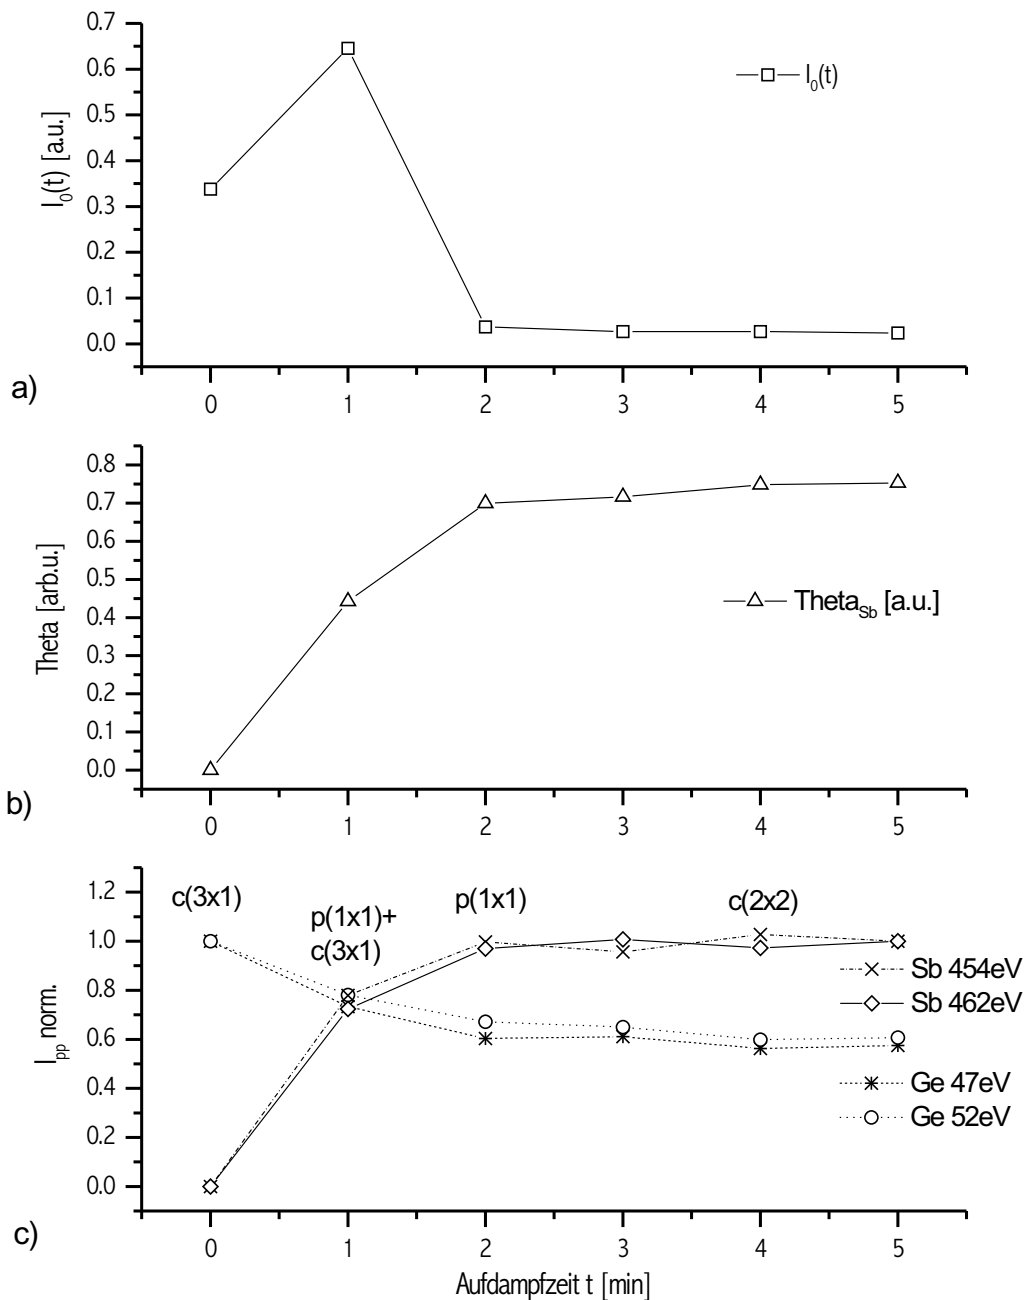 0.7
0.6
0.5
0.4
0.3
0.2
0.1
0.0
I₀(t) [a.u.]
I₀(t)
a)
0 1 2 3 4 5
0.8
0.7
0.6
0.5
0.4
0.3
0.2
0.1
0.0
Theta [arb.u.]
Theta_Sb [a.u.]
b)
0 1 2 3 4 5
1.2
1.0
0.8
0.6
0.4
0.2
0.0
I_pp norm.
c(3x1)
p(1x1)+
c(3x1)
p(1x1)
c(2x2)
Sb 454eV
Sb 462eV
Ge 47eV
Ge 52eV
c)
0 1 2 3 4 5
Aufdampfzeit t [min]